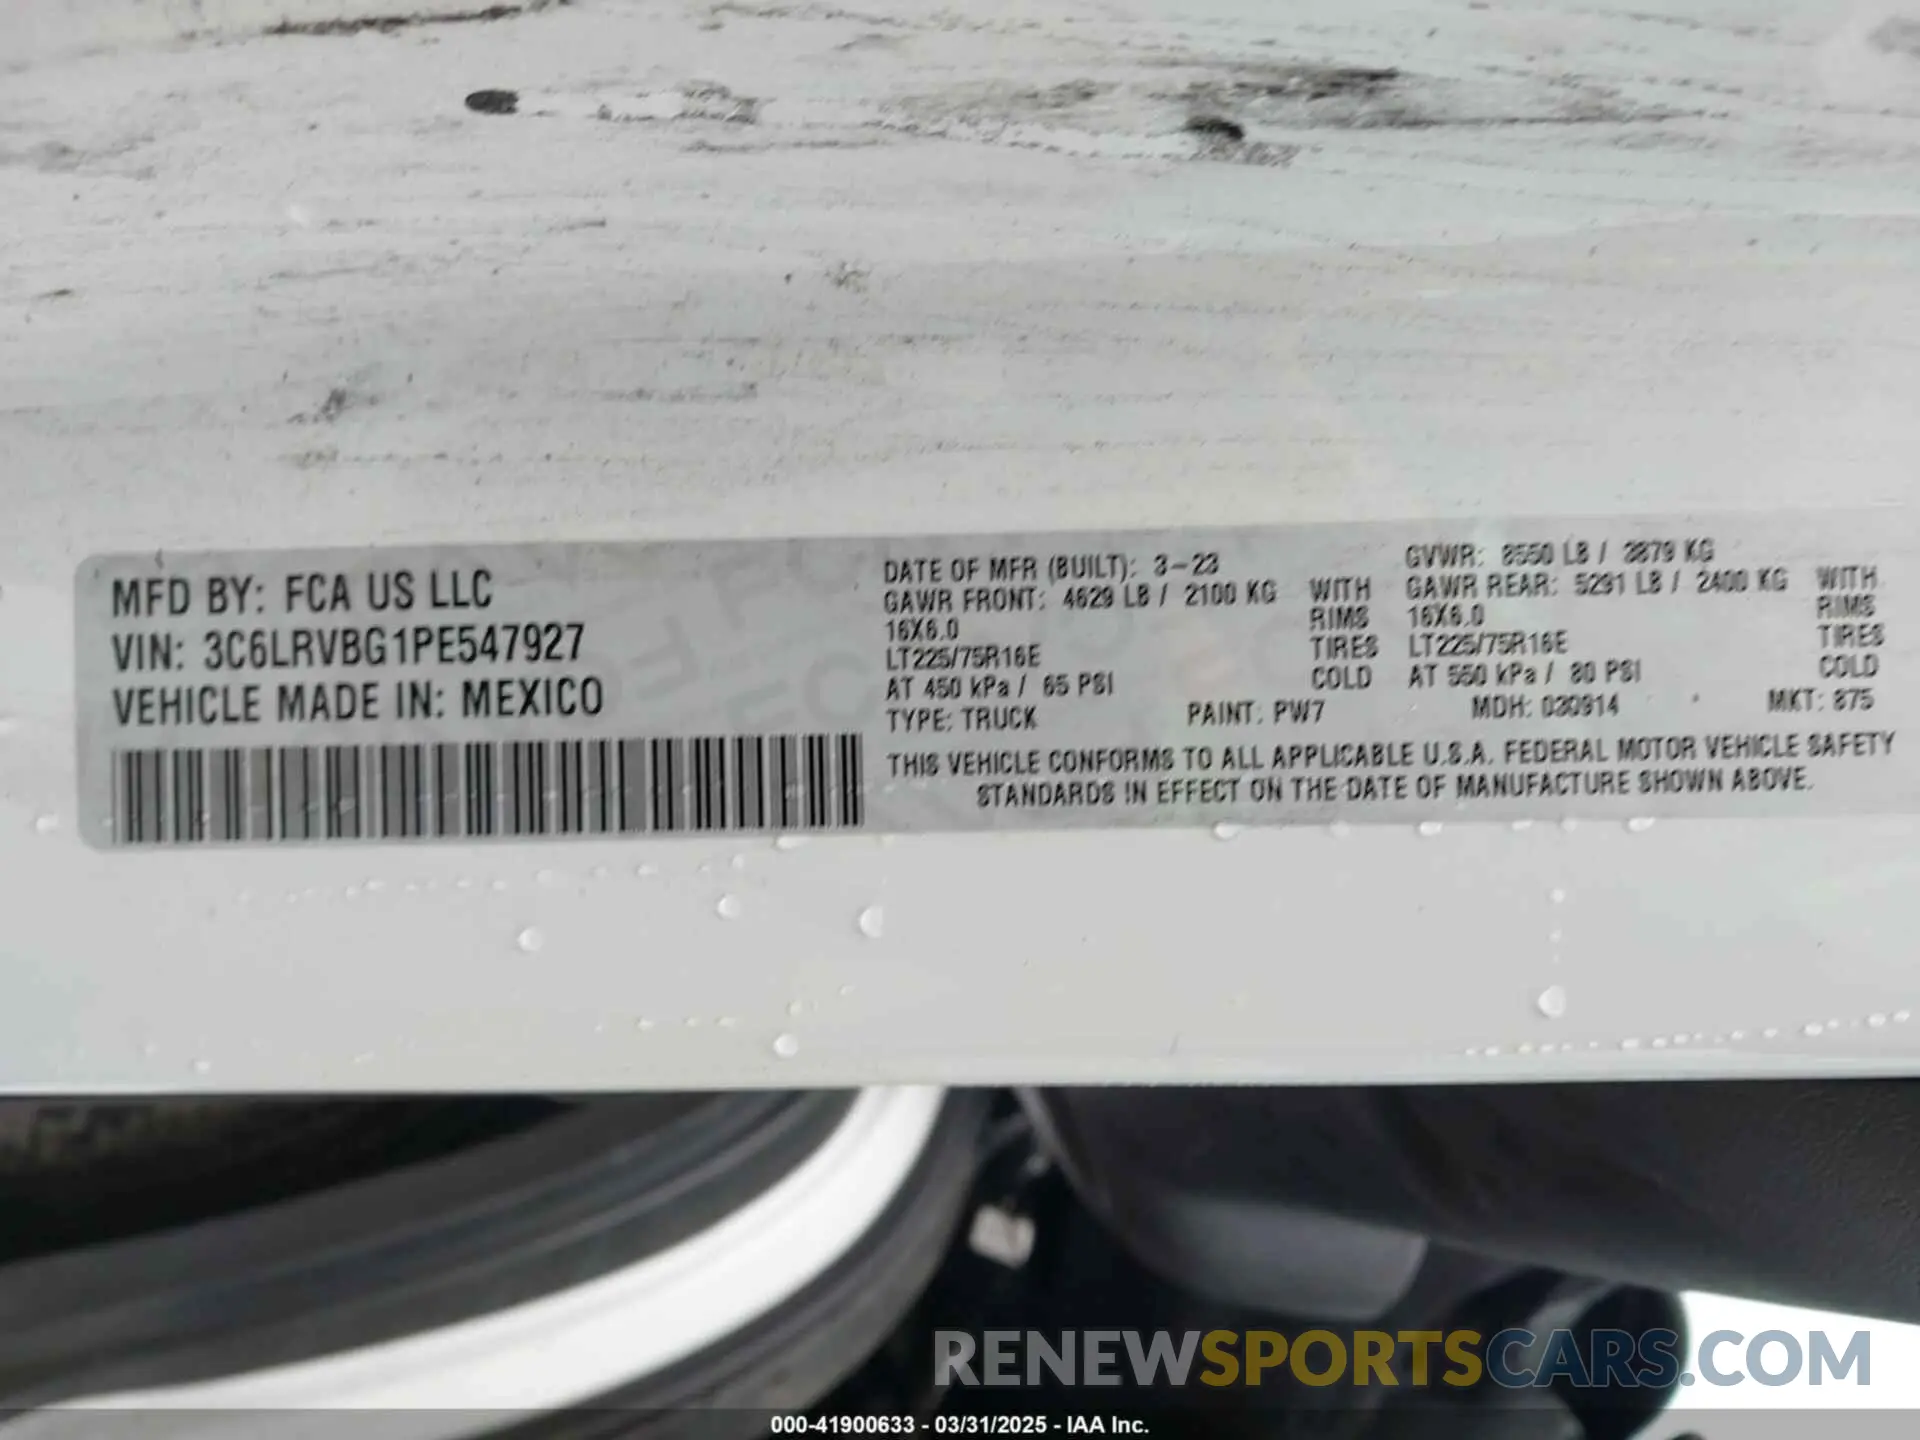 MFD BY: FCA US LLC
VIN: 3C6LRVBG1PE547927
VEHICLE MADE IN: MEXICO
DATE OF MFR (BUILT): 3-23
GVWR: 8550 LB / 3879 KG
GAWR FRONT: 4629 LB / 2100 KG WITH
GAWR REAR: 5291 LB / 2400 KG WITH
16X6.0 RIMS
16X6.0 RIMS
LT225/75R16E TIRES
LT225/75R16E TIRES
AT 450 kPa / 65 PSI COLD
AT 550 kPa / 80 PSI COLD
TYPE: TRUCK PAINT: PW7 MDH: 030914 MKT: 875
THIS VEHICLE CONFORMS TO ALL APPLICABLE U.S.A. FEDERAL MOTOR VEHICLE SAFETY
STANDARDS IN EFFECT ON THE DATE OF MANUFACTURE SHOWN ABOVE.
RENEWSPORTSCARS.COM
000-41900633 - 03/31/2025 - IAA Inc.